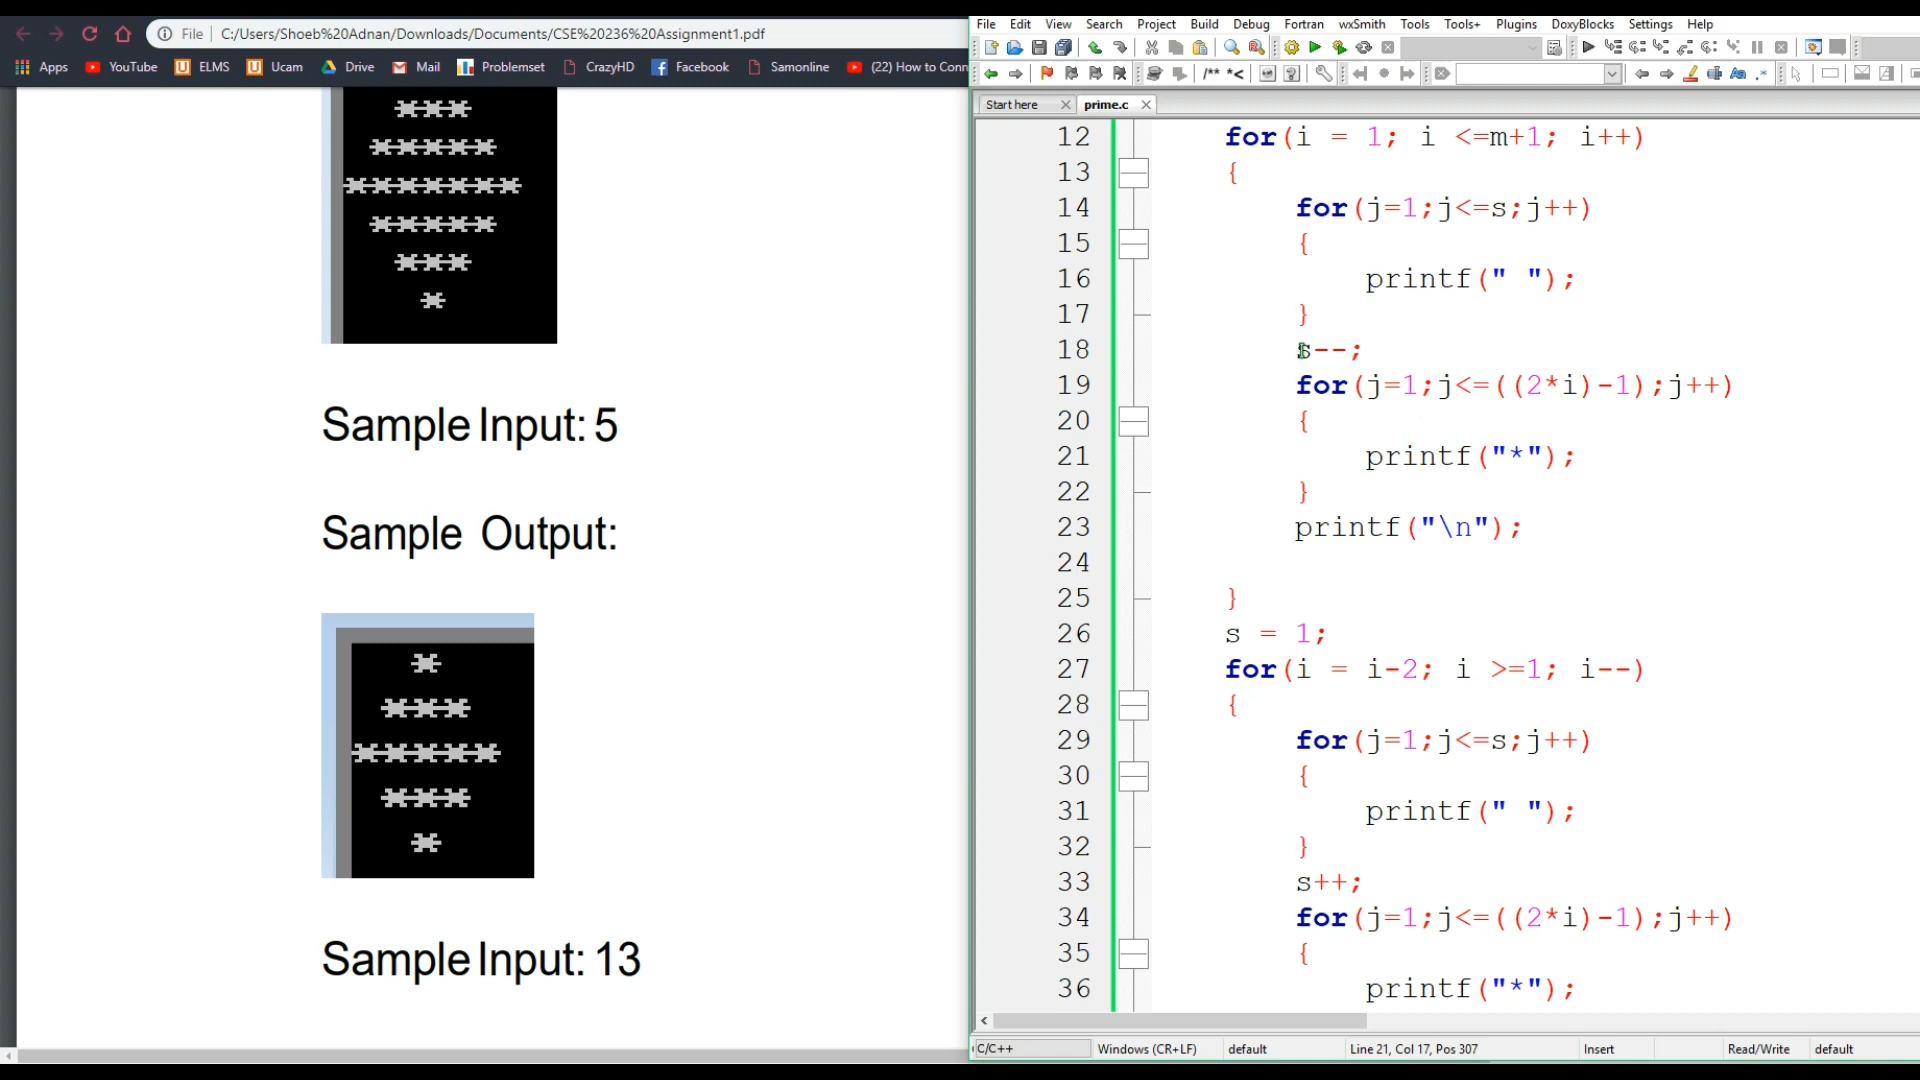 File C:/Users/Shoeb%20Adnan/Downloads/Documents/CSE%20236%20Assignment1.pdf
Apps YouTube ELMS Ucam Drive Mail Problemset CrazyHD Facebook Samonline (22) How to Conn
***
*****
*******
*****
***
*
Sample Input: 5
Sample Output:
*
***
*****
***
*
Sample Input: 13
File Edit View Search Project Build Debug Fortran wxSmith Tools Tools+ Plugins DoxyBlocks Settings Help
/** *<
Start here prime.c
12 for(i = 1; i <=m+1; i++)
13 {
14 for(j=1;j<=s;j++)
15 {
16 printf(" ");
17 }
18 s--;
19 for(j=1;j<=((2*i)-1);j++)
20 {
21 printf("*");
22 }
23 printf("\n");
24
25 }
26 s = 1;
27 for(i = i-2; i >=1; i--)
28 {
29 for(j=1;j<=s;j++)
30 {
31 printf(" ");
32 }
33 s++;
34 for(j=1;j<=((2*i)-1);j++)
35 {
36 printf("*");
C/C++ Windows (CR+LF) default Line 21, Col 17, Pos 307 Insert Read/Write default